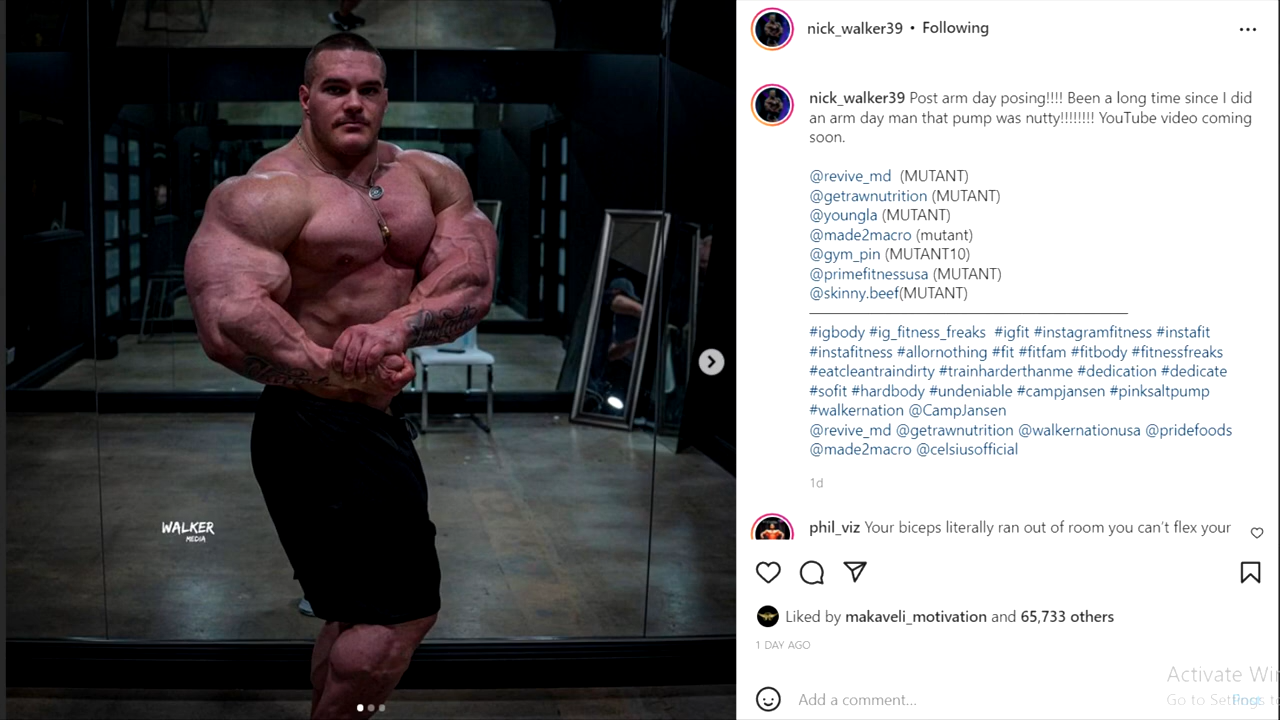 WALKER
MEDIA
nick_walker39 • Following
nick_walker39 Post arm day posing!!!! Been a long time since I did
an arm day man that pump was nutty!!!!!!!! YouTube video coming
soon.
@revive_md (MUTANT)
@getrawnutrition (MUTANT)
@youngla (MUTANT)
@made2macro (mutant)
@gym_pin (MUTANT10)
@primefitnessusa (MUTANT)
@skinny.beef(MUTANT)
#igbody #ig_fitness_freaks #igfit #instagramfitness #instafit
#instafitness #allornothing #fit #fitfam #fitbody #fitnessfreaks
#eatcleantraindirty #trainharderthanme #dedication #dedicate
#sofit #hardbody #undeniable #campjansen #pinksaltpump
#walkernation @CampJansen
@revive_md @getrawnutrition @walkernationusa @pridefoods
@made2macro @celsiusofficial
1d
phil_viz Your biceps literally ran out of room you can't flex your
Liked by makaveli_motivation and 65,733 others
1 DAY AGO
Activate Wi
Add a comment...
Go to Settings t
Post